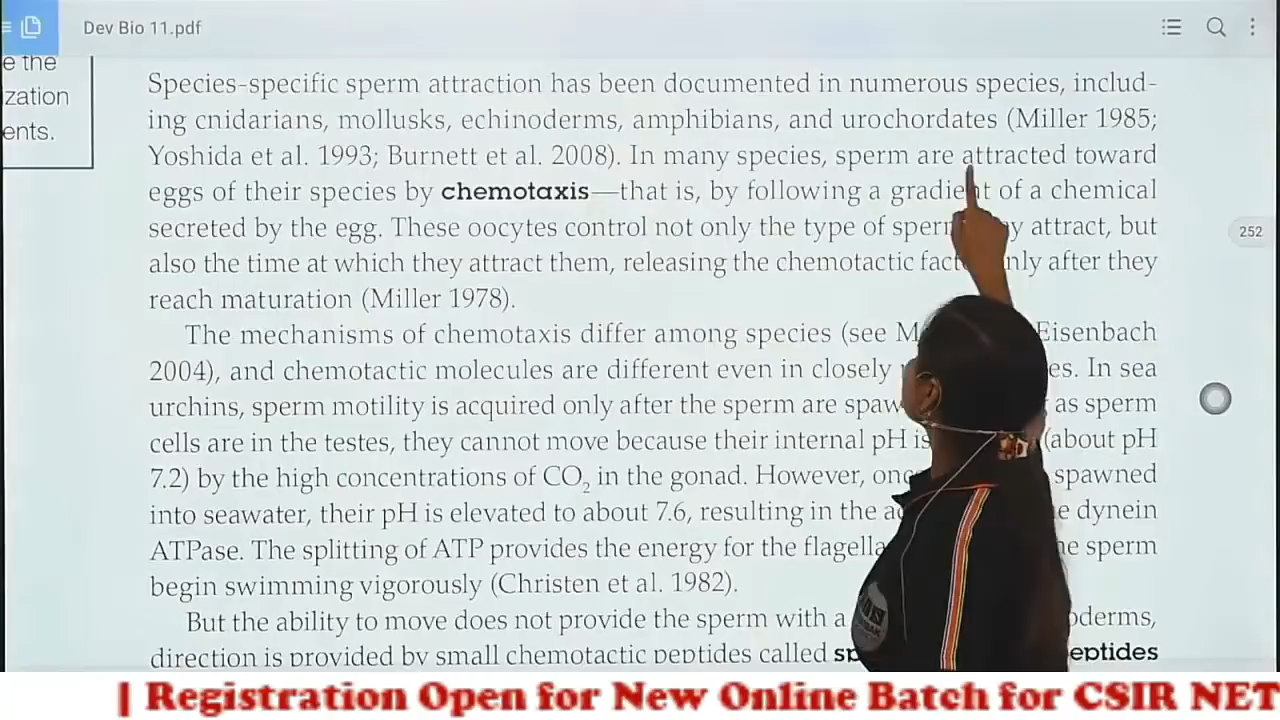 Dev Bio 11.pdf
e the
zation
ents.
Species-specific sperm attraction has been documented in numerous species, includ-
ing cnidarians, mollusks, echinoderms, amphibians, and urochordates (Miller 1985;
Yoshida et al. 1993; Burnett et al. 2008). In many species, sperm are attracted toward
eggs of their species by chemotaxis—that is, by following a gradient of a chemical
secreted by the egg. These oocytes control not only the type of sperm attract, but
also the time at which they attract them, releasing the chemotactic after they
reach maturation (Miller 1978).
252
The mechanisms of chemotaxis differ among species (see Eisenbach
2004), and chemotactic molecules are different even in closely In sea
urchins, sperm motility is acquired only after the sperm are as sperm
cells are in the testes, they cannot move because their internal pH is (about pH
7.2) by the high concentrations of CO₂ in the gonad. However, spawned
into seawater, their pH is elevated to about 7.6, resulting in the dynein
ATPase. The splitting of ATP provides the energy for the sperm
begin swimming vigorously (Christen et al. 1982).
But the ability to move does not provide the sperm with a
direction is provided by small chemotactic peptides called
| Registration Open for New Online Batch for CSIR NET